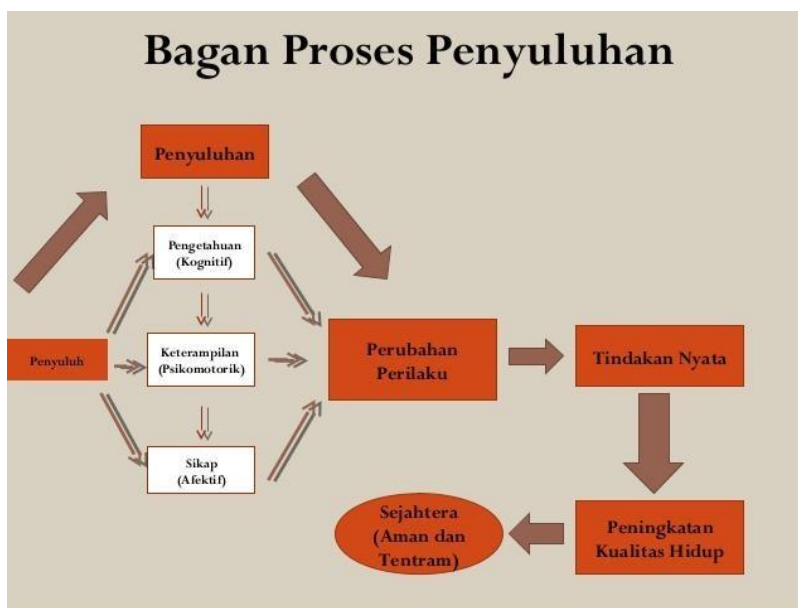 Bagan Proses Penyuluhan
Penyuluhan
Pengetahuan
(Kognitif)
Penyuluh
Keterampilan
(Psikomotorik)
Perubahan
Perilaku
Tindakan Nyata
Sikap
(Afektif)
Sejahtera
(Aman dan
Tentram)
Peningkatan
Kualitas Hidup